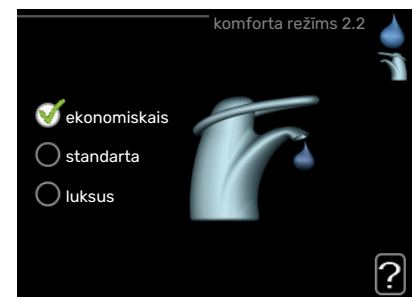 komforta režīms 2.2
ekonomiskais
standarta
luksus
?